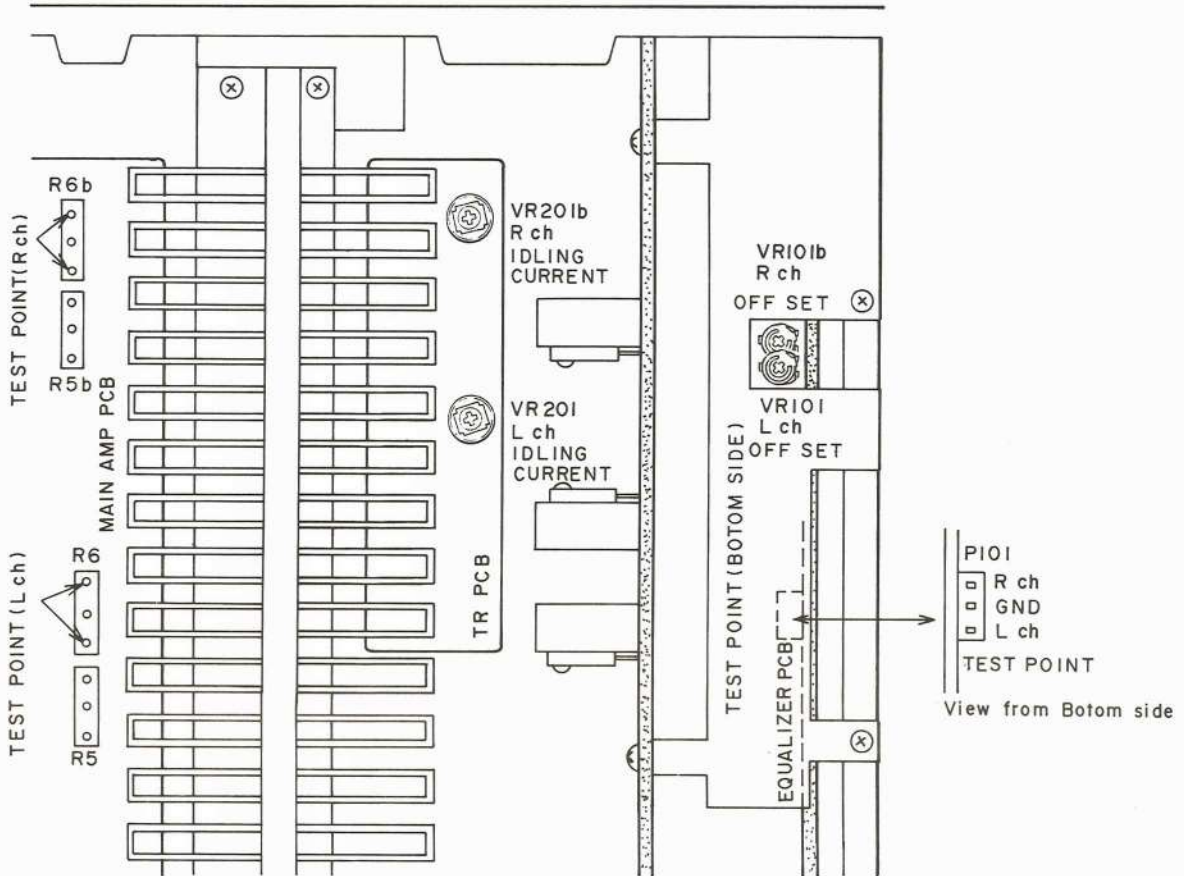 R6b
TEST POINT(Rch)
R5b
MAIN AMP PCB
R6
TEST POINT(Lch)
R5
VR201b
R ch
IDLING
CURRENT
VR201
L ch
IDLING
CURRENT
TR PCB
VR101b
R ch
OFF SET
VR101
L ch
OFF SET
TEST POINT(BOTOM SIDE)
EQUALIZER PCB
P101
R ch
GND
L ch
TEST POINT
View from Botom side